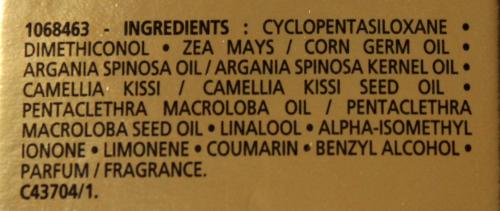 1068463 - INGREDIENTS : CYCLOPENTASILOXANE •
DIMETHICONOL • ZEA MAYS / CORN GERM OIL •
ARGANIA SPINOSA OIL / ARGANIA SPINOSA KERNEL OIL •
CAMELLIA KISSI / CAMELLIA KISSI SEED OIL •
PENTACLETHRA MACROLOBA OIL / PENTACLETHRA
MACROLOBA SEED OIL • LINALOOL • ALPHA-ISOMETHYL
IONONE • LIMONENE • COUMARIN • BENZYL ALCOHOL •
PARFUM / FRAGRANCE.
C43704/1.